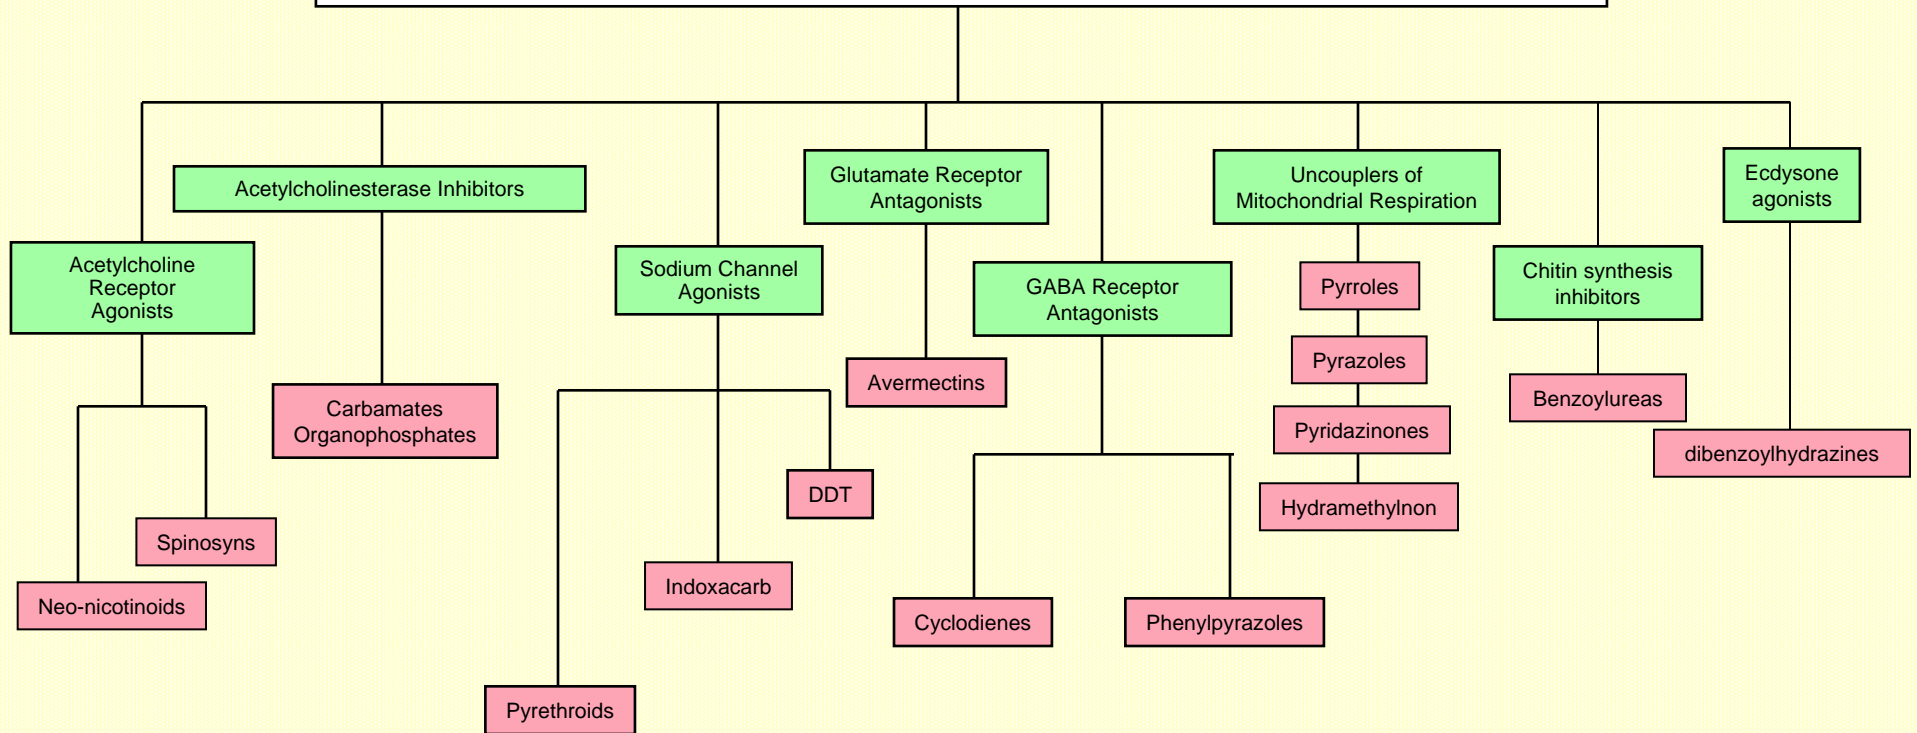 Acetylcholinesterase Inhibitors
Glutamate Receptor
Antagonists
Uncouplers of
Mitochondrial Respiration
Ecdysone
agonists
Acetylcholine
Receptor
Agonists
Sodium Channel
Agonists
GABA Receptor
Antagonists
Chitin synthesis
inhibitors
Pyrroles
Pyrazoles
Pyridazinones
Hydramethylnon
Avermectins
Benzoylureas
Carbamates
Organophosphates
dibenzoylhydrazines
DDT
Spinosyns
Neo-nicotinoids
Indoxacarb
Cyclodienes
Phenylpyrazoles
Pyrethroids